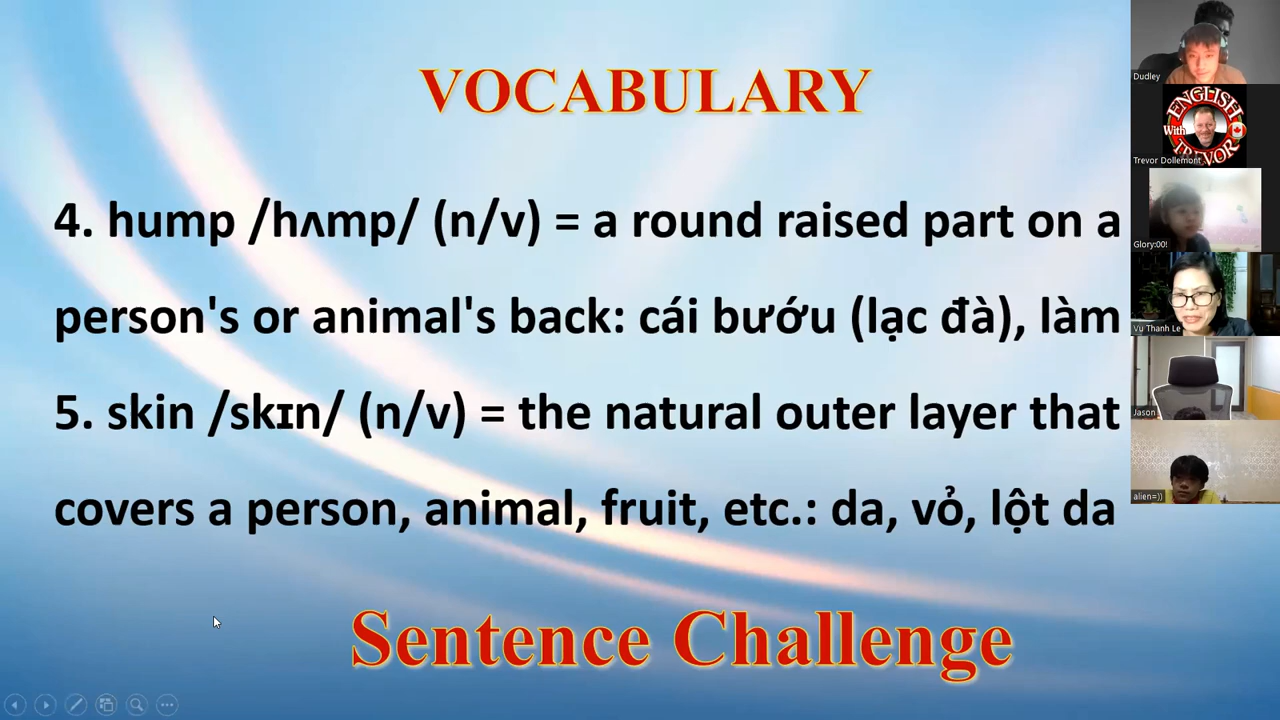 VOCABULARY
4. hump /hʌmp/ (n/v) = a round raised part on a
person's or animal's back: cái bướu (lạc đà), làm
5. skin /skɪn/ (n/v) = the natural outer layer that
covers a person, animal, fruit, etc.: da, vỏ, lột da
Sentence Challenge
Dudley
ENGLISH
With
TREVOR
Trevor Dollemont
Glory:00!
Vu Thanh Le
Jason
alien=))